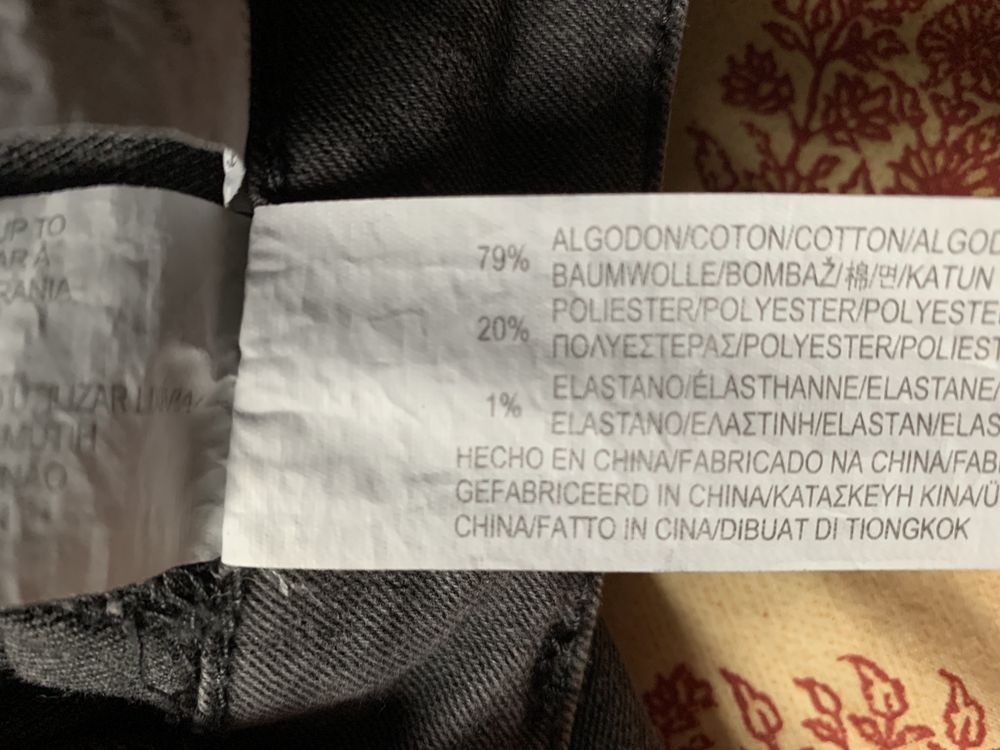 UP TO
79% ALGODON/COTON/COTTON/ALGOD
BAUMWOLLE/BOMBAŽ/棉/면/KATUN
20% POLIESTER/POLYESTER/POLYESTE
ΠΟΛΥΕΣΤΕΡΑΣ/POLYESTER/POLIEST
1% ELASTANO/ÉLASTHANNE/ELASTANE/
ELASTANO/ΕΛΑΣΤΙΝΗ/ELASTAN/ELAS
HECHO EN CHINA/FABRICADO NA CHINA/FAB
GEFABRICEERD IN CHINA/ΚΑΤΑΣΚΕΥΗ ΚΙΝΑ/Ü
CHINA/FATTO IN CINA/DIBUAT DI TIONGKOK